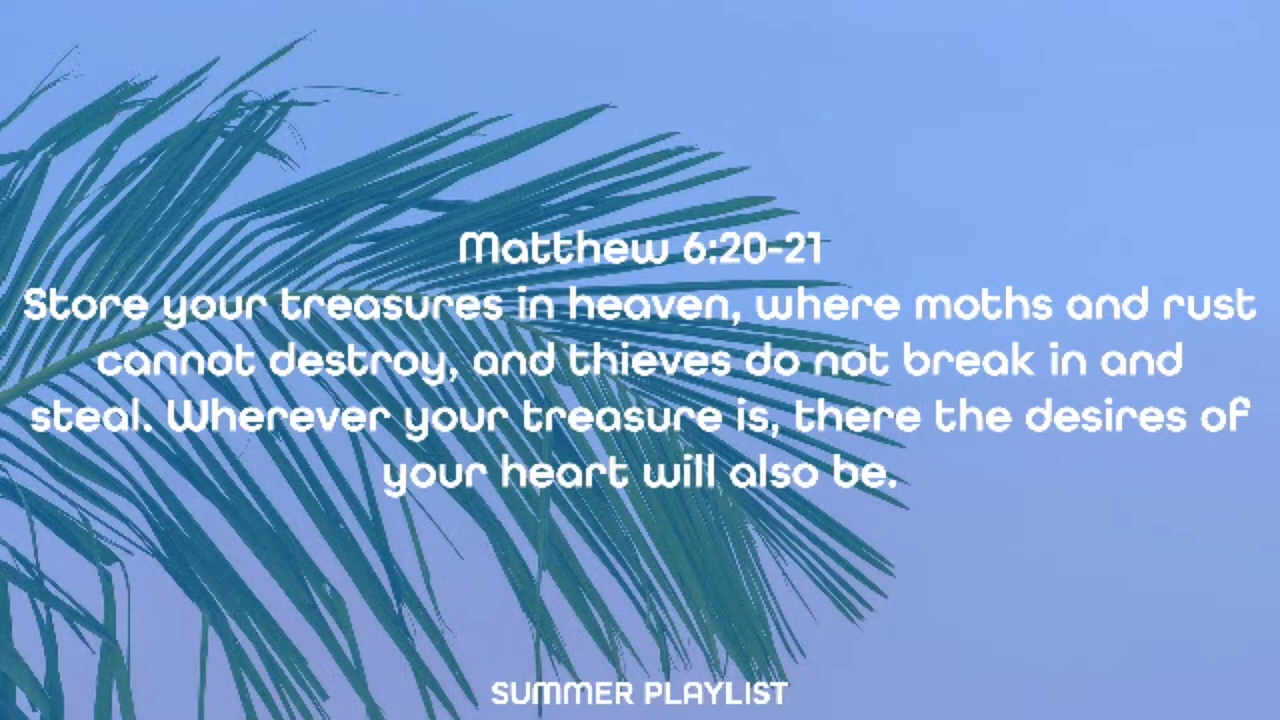 Matthew 6:20-21
Store your treasures in heaven, where moths and rust
cannot destroy, and thieves do not break in and
steal. Wherever your treasure is, there the desires of
your heart will also be.
SUMMER PLAYLIST